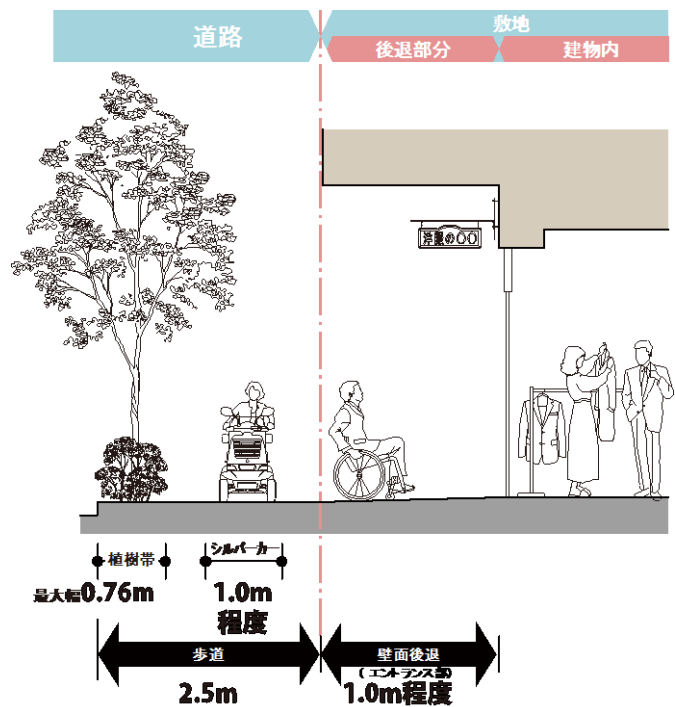 道路
敷地
後退部分
建物内
洋服の〇〇
植樹帯
シルバーカー
最大幅0.76m
1.0m
程度
歩道
壁面後退
(エントランス部)
2.5m
1.0m程度